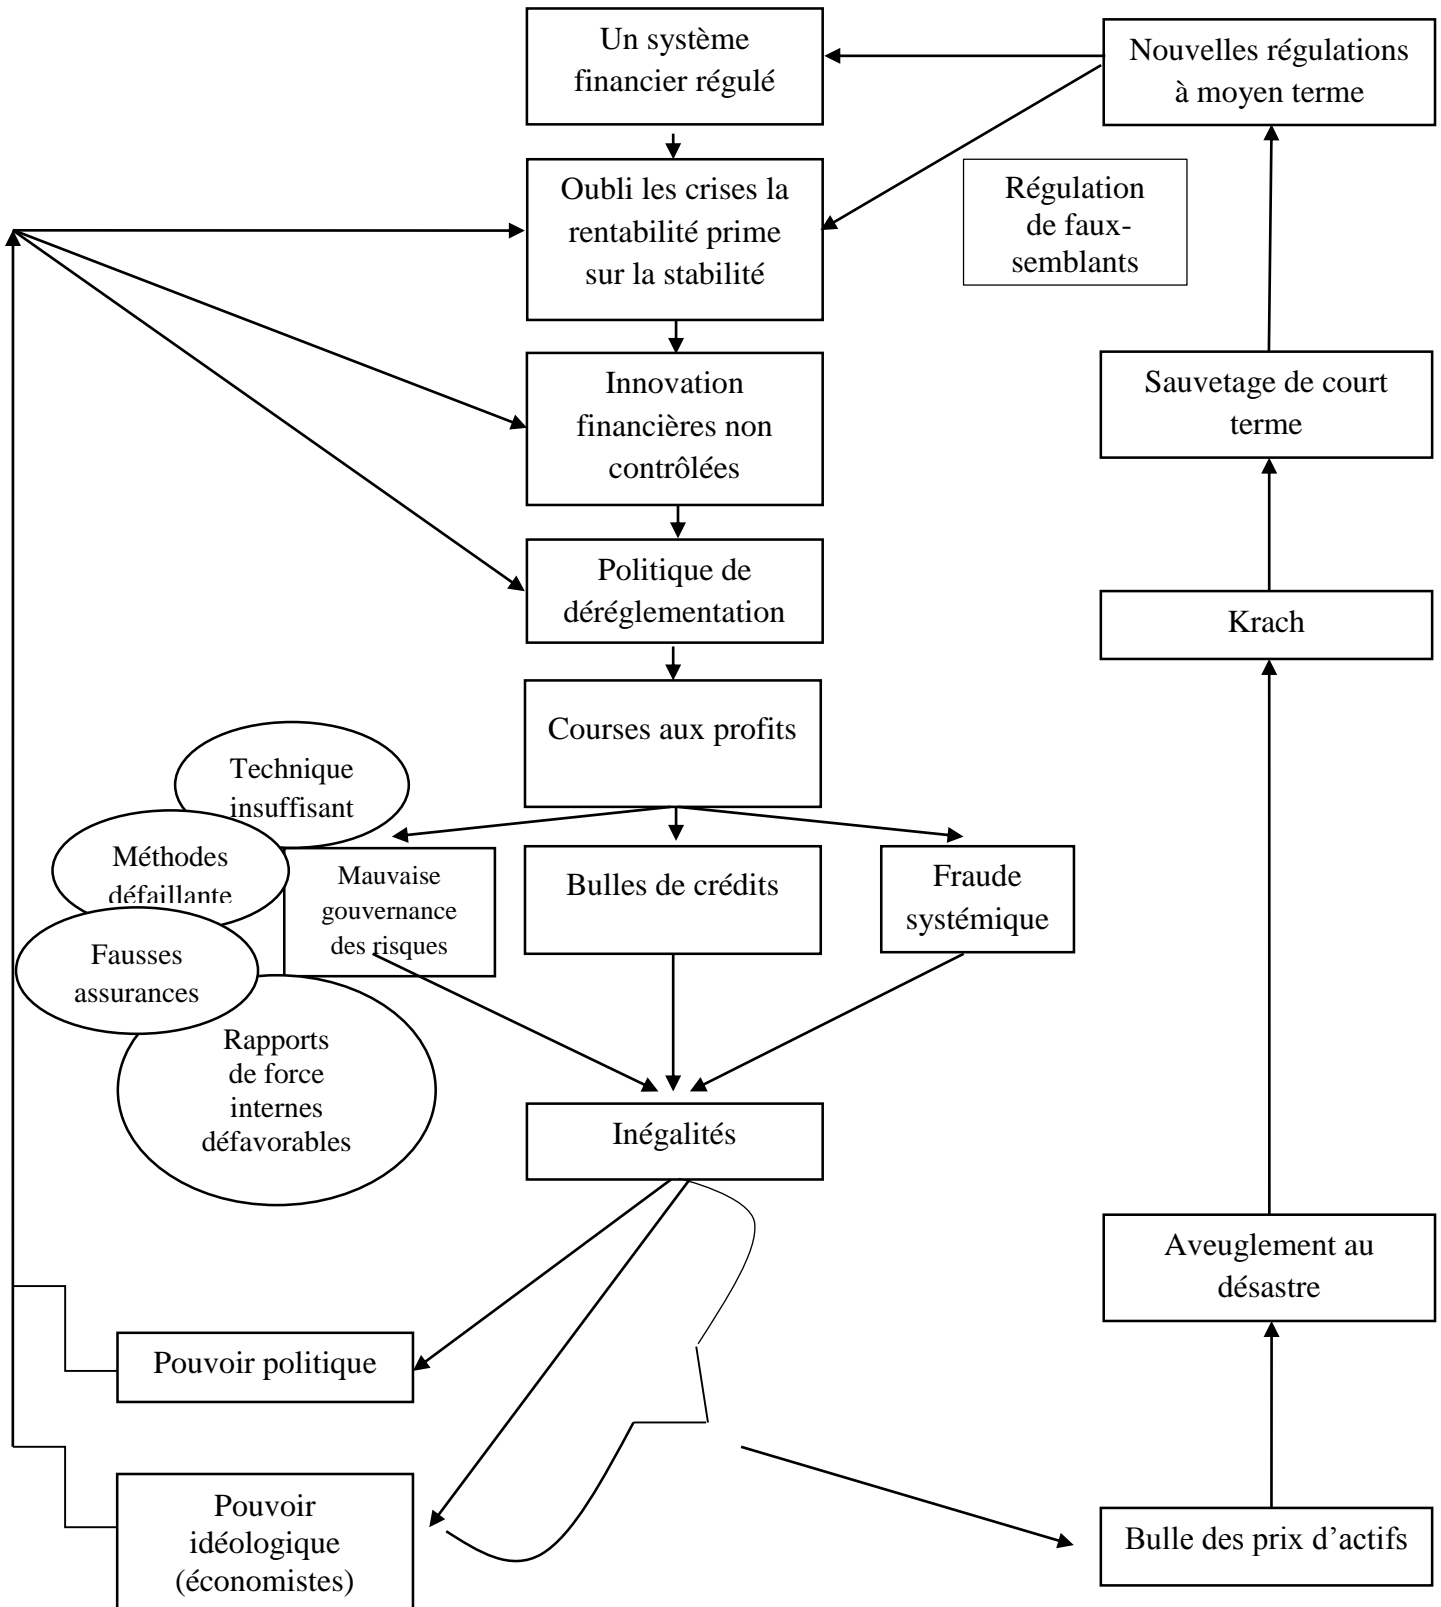 Un système
financier régulé
Nouvelles régulations
à moyen terme
Oubli les crises la
rentabilité prime
sur la stabilité
Régulation
de faux-
semblants
Innovation
financières non
contrôlées
Sauvetage de court
terme
Politique de
déréglementation
Krach
Courses aux profits
Technique
insuffisant
Méthodes
défaillante
Fausses
assurances
Rapports
de force
internes
défavorables
Mauvaise
gouvernance
des risques
Bulles de crédits
Fraude
systémique
Inégalités
Aveuglement au
désastre
Pouvoir politique
Pouvoir
idéologique
(économistes)
Bulle des prix d’actifs